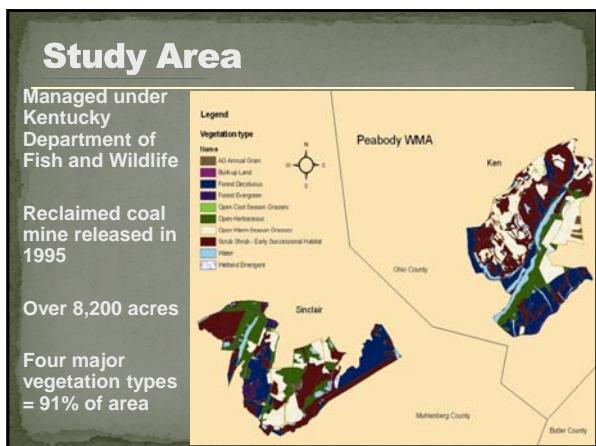 Study Area
Managed under
Kentucky
Department of
Fish and Wildlife
Reclaimed coal
mine released in
1995
Over 8,200 acres
Four major
vegetation types
= 91% of area
Legend
Vegetation type
Name
AG Annual Grain
Built-up Land
Forest Deciduous
Forest Evergreen
Open Cool Season Grasses
Open Herbaceous
Open Warm Season Grasses
Scrub Shrub - Early Successional Habitat
Water
Wetland Emergent
N
W
E
S
Peabody WMA
Ken
Ohio County
Sinclair
Muhlenberg County
Butler County